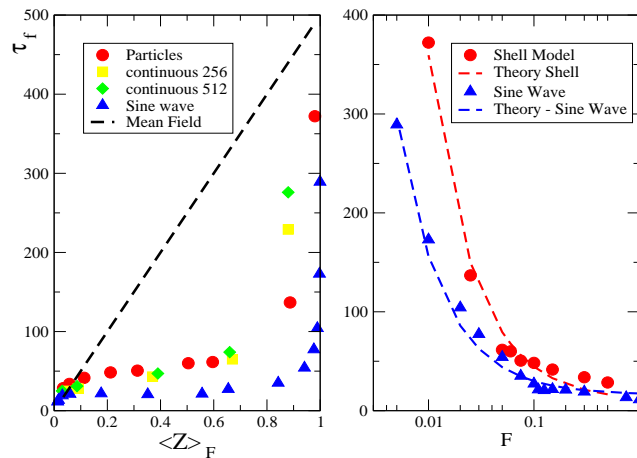 τ_f
500
400
300
200
100
0
0
0.2
0.4
0.6
0.8
1
<Z>_F
Particles
continuous 256
continuous 512
Sine wave
Mean Field
400
300
200
100
0
0.01
0.1
F
Shell Model
Theory Shell
Sine Wave
Theory - Sine Wave